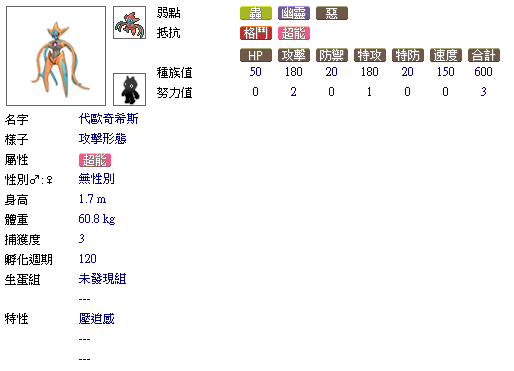 弱點 蟲 幽靈 惡
抵抗 格鬥 超能
HP 攻擊 防禦 特攻 特防 速度 合計
種族值 50 180 20 180 20 150 600
努力值 0 2 0 1 0 0 3
名字 代歐奇希斯
樣子 攻擊形態
屬性 超能
性別♂:♀ 無性別
身高 1.7 m
體重 60.8 kg
捕獲度 3
孵化週期 120
生蛋組 未發現組
---
特性 壓迫感
---
---